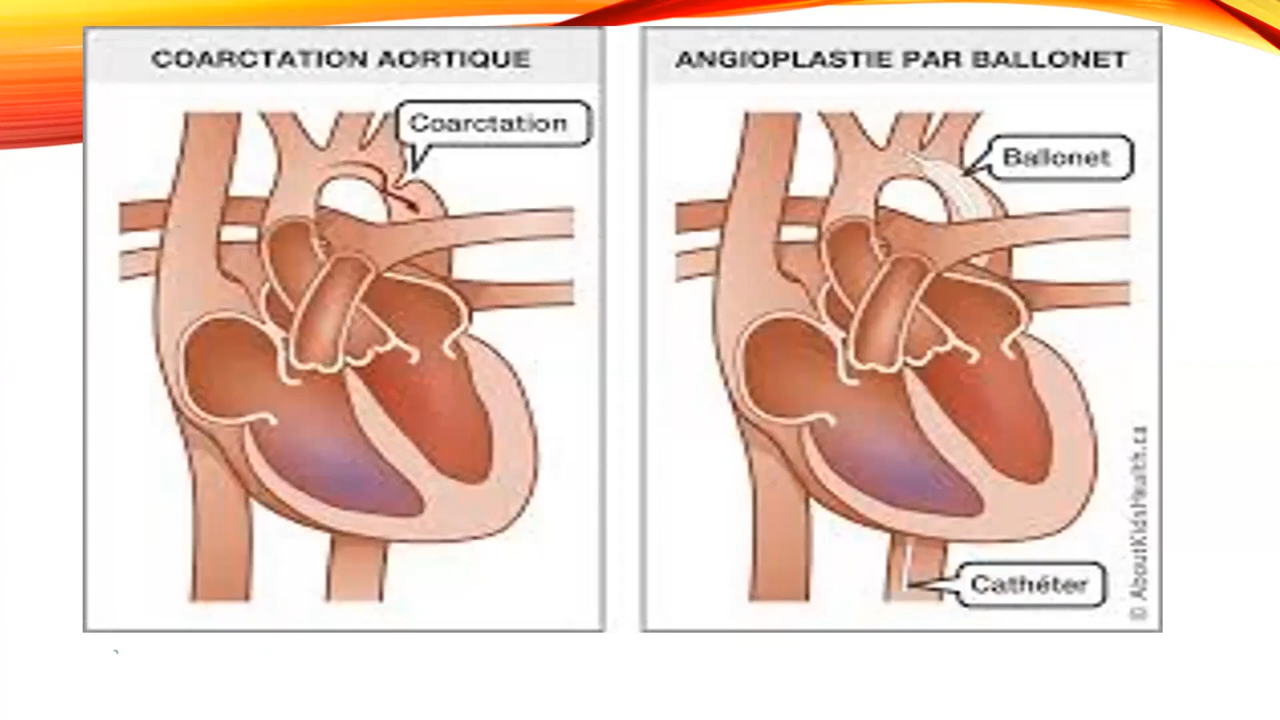 COARCTATION AORTIQUE
Coarctation
ANGIOPLASTIE PAR BALLONET
Ballonet
Cathéter
© AboutKidsHealth.ca